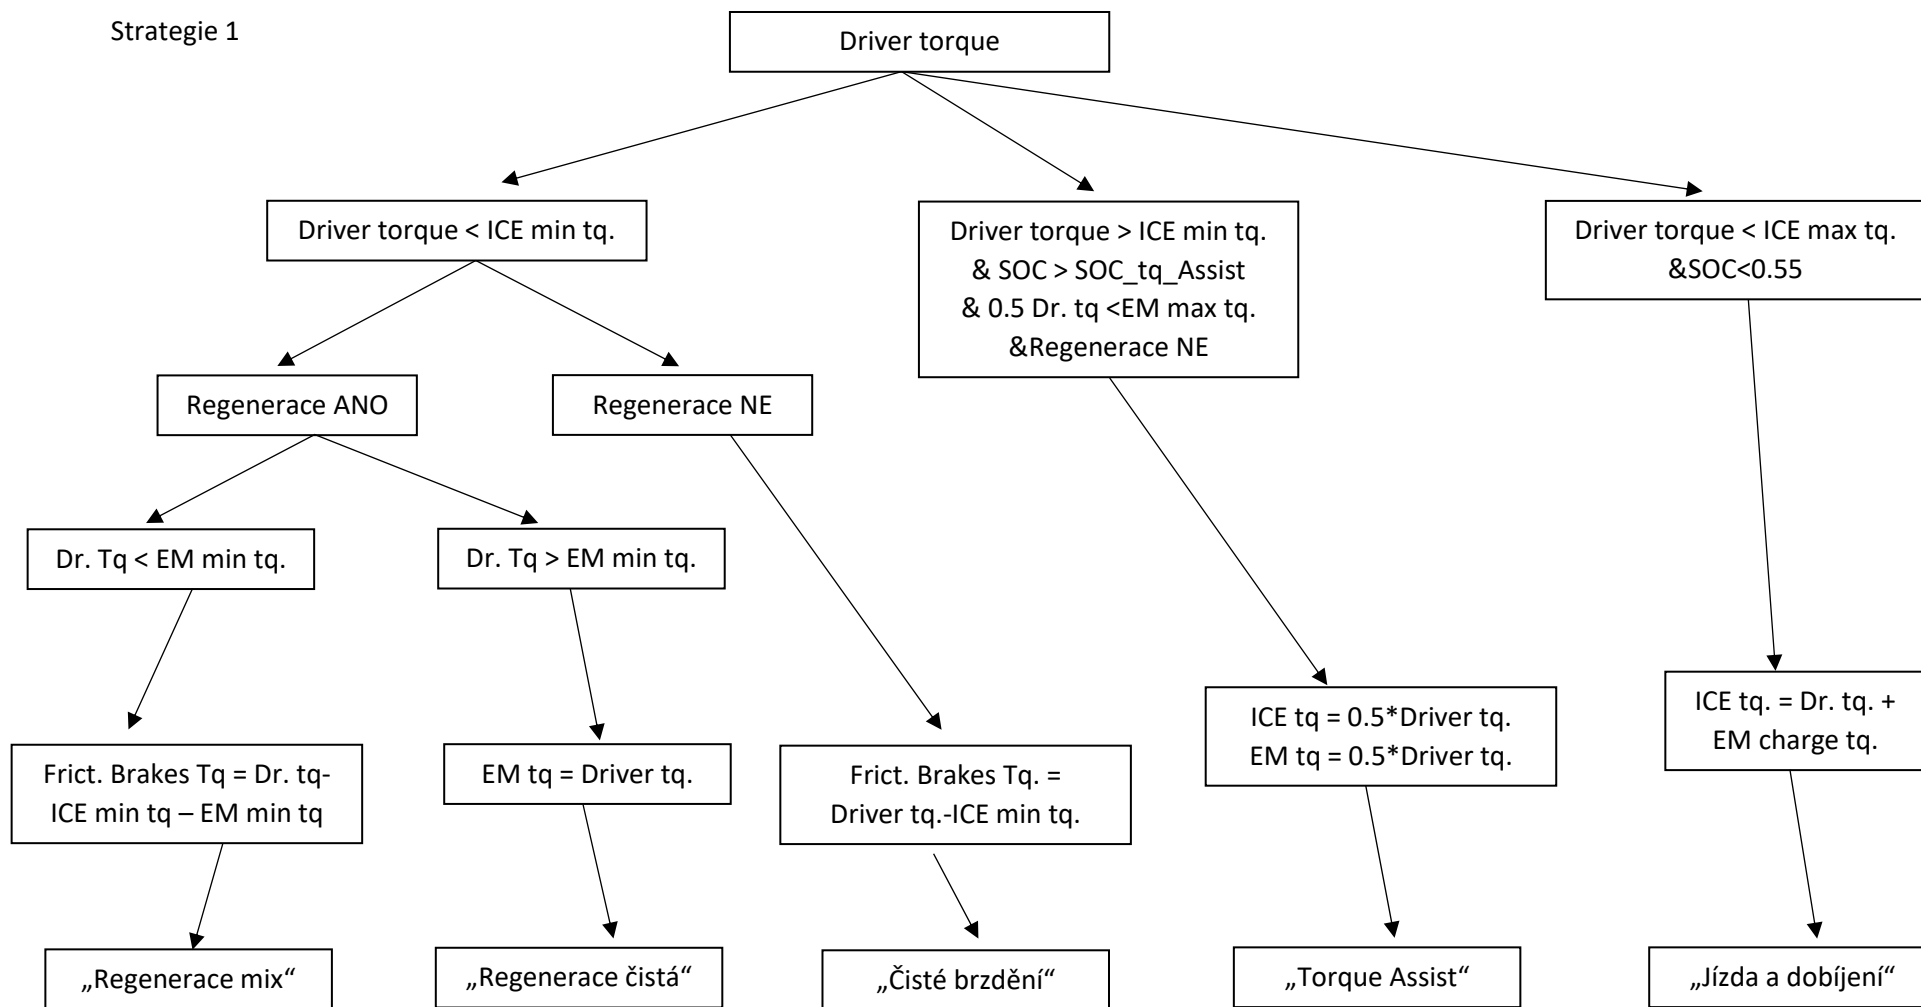 Strategie 1
Driver torque
Driver torque < ICE min tq.
Driver torque > ICE min tq.
& SOC > SOC_tq_Assist
& 0.5 Dr. tq <EM max tq.
&Regenerace NE
Driver torque < ICE max tq.
&SOC<0.55
Regenerace ANO
Regenerace NE
Dr. Tq < EM min tq.
Dr. Tq > EM min tq.
Frict. Brakes Tq = Dr. tq-
ICE min tq – EM min tq
EM tq = Driver tq.
Frict. Brakes Tq. =
Driver tq.-ICE min tq.
ICE tq = 0.5*Driver tq.
EM tq = 0.5*Driver tq.
ICE tq. = Dr. tq. +
EM charge tq.
„Regenerace mix“
„Regenerace čistá“
„Čisté brzdění“
„Torque Assist“
„Jízda a dobíjení“